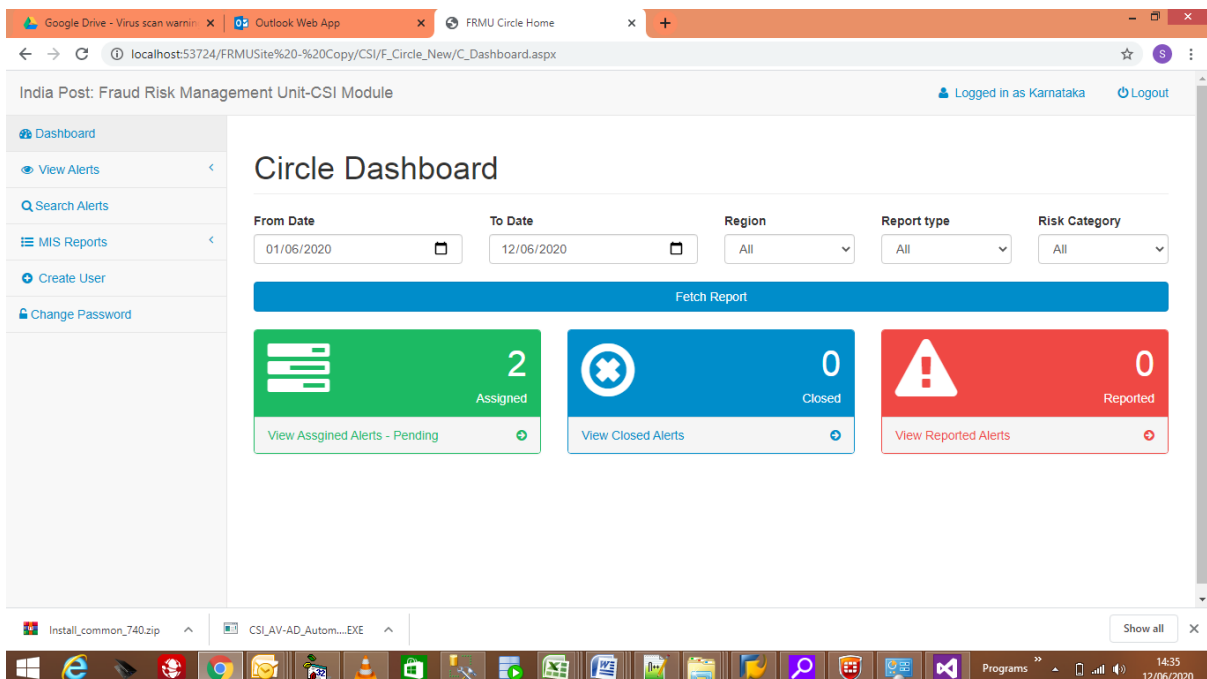 Google Drive - Virus scan warnin
Outlook Web App
FRMU Circle Home
localhost:53724/FRMUSite%20-%20Copy/CSI/F_Circle_New/C_Dashboard.aspx
S
India Post: Fraud Risk Management Unit-CSI Module
Logged in as Karnataka
Logout
Dashboard
View Alerts
Search Alerts
MIS Reports
Create User
Change Password
Circle Dashboard
From Date To Date Region Report type Risk Category
01/06/2020 12/06/2020 All All All
Fetch Report
2
Assigned
View Assgined Alerts - Pending
0
Closed
View Closed Alerts
0
Reported
View Reported Alerts
Install_common_740.zip
CSI_AV-AD_Autom....EXE
Show all
Programs
14:35
12/06/2020